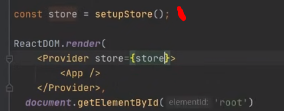 const store = setupStore();
ReactDOM.render(
<Provider store={store}>
<App />
</Provider>,
document.getElementById( elementId: 'root')